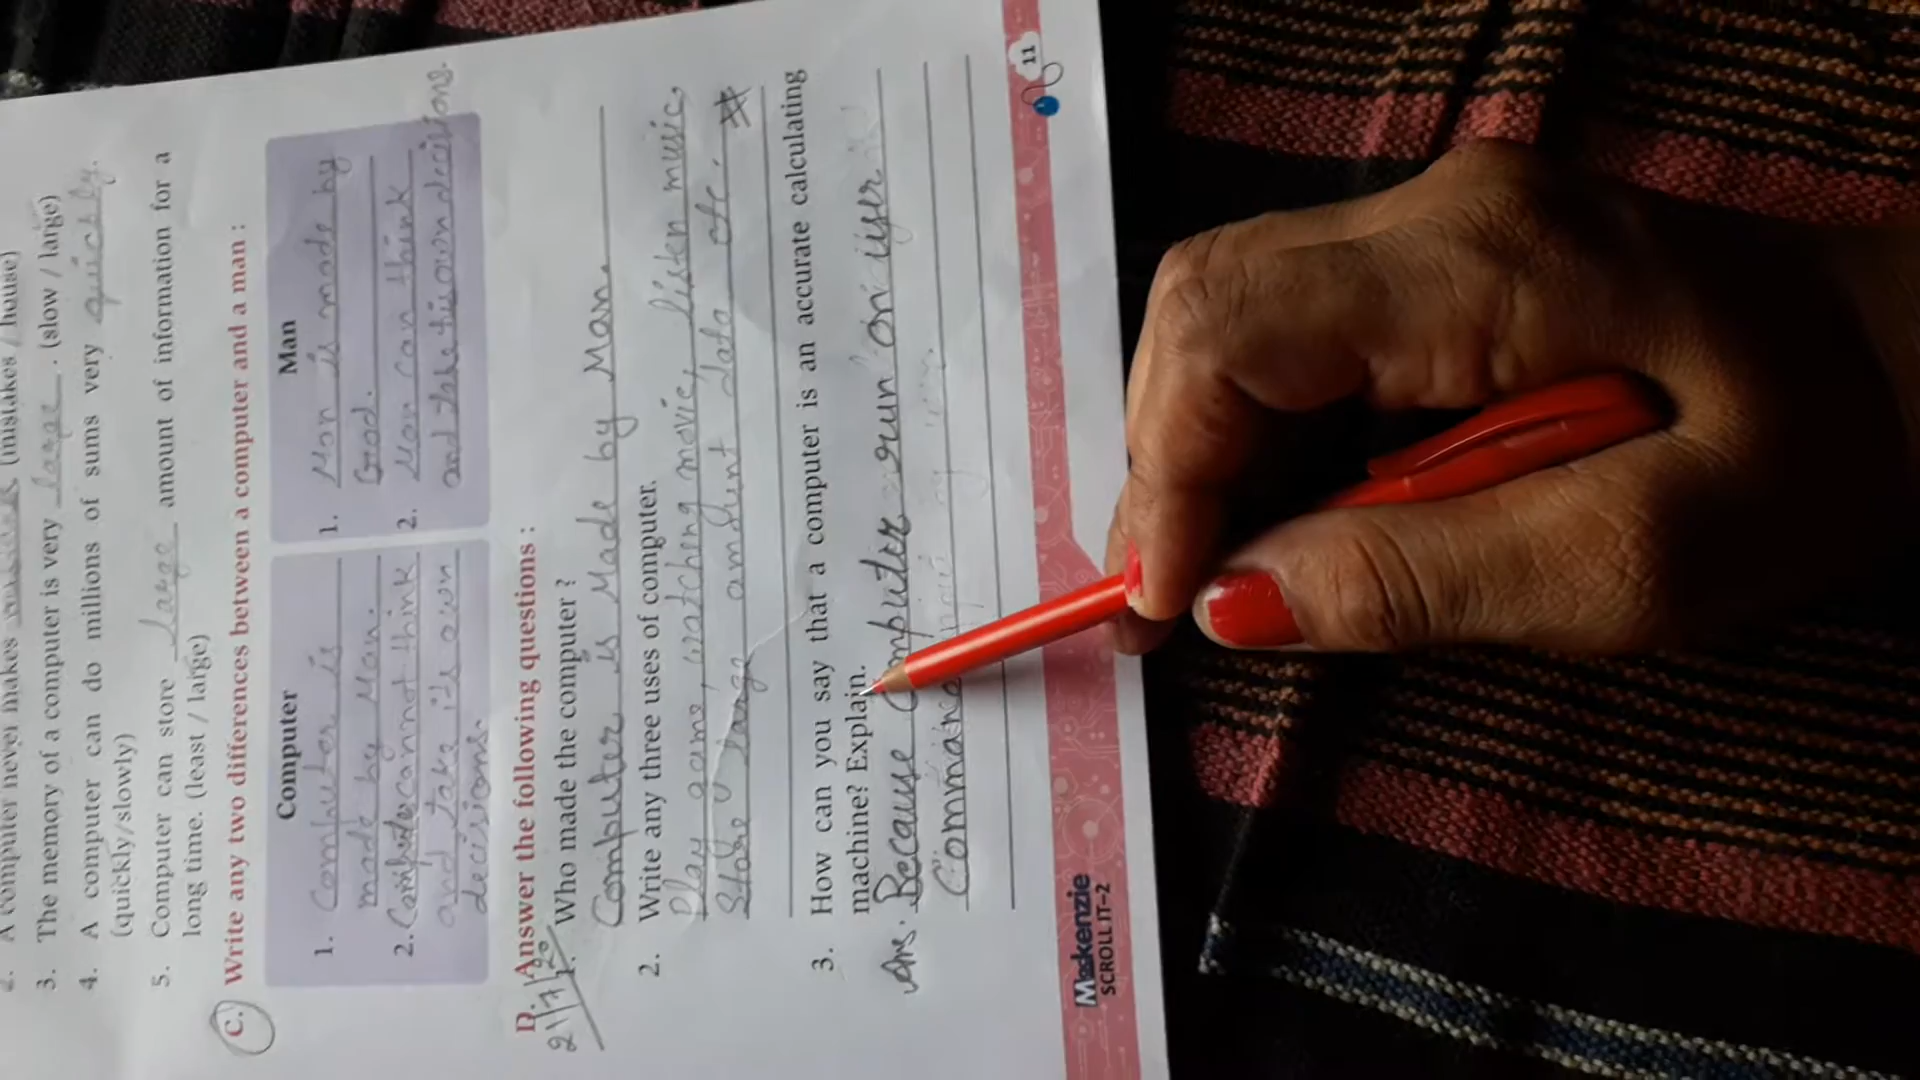 2. A computer never makes (mistakes / house)
3. The memory of a computer is very large. (slow / large)
4. A computer can do millions of sums very quickly.
(quickly/slowly)
5. Computer can store large amount of information for a
long time. (least / large)
C. Write any two differences between a computer and a man :
Computer
1. Computer is
made by Man.
2. Computer cannot think
and take its own
decisions.
Man
1. Man is made by
God.
2. Man can think
and take his own decisions.
D. Answer the following questions :
21/7/20
1. Who made the computer ?
Computer is Made by Man.
2. Write any three uses of computer.
Play game, watching movie, listen music,
Store large data etc.
3. How can you say that a computer is an accurate calculating
machine? Explain.
Ans. Because Computer run on user
Command
Mackenzie
SCROLL IT-2
11